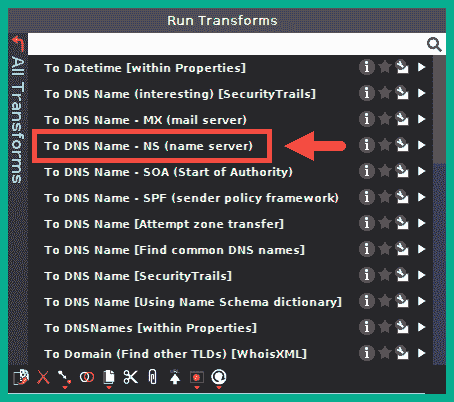 Run Transforms
All Transforms
To Datetime [within Properties]
To DNS Name (interesting) [SecurityTrails]
To DNS Name - MX (mail server)
To DNS Name - NS (name server)
To DNS Name - SOA (Start of Authority)
To DNS Name - SPF (sender policy framework)
To DNS Name [Attempt zone transfer]
To DNS Name [Find common DNS names]
To DNS Name [SecurityTrails]
To DNS Name [Using Name Schema dictionary]
To DNSNames [within Properties]
To Domain (Find other TLDs) [WhoisXML]